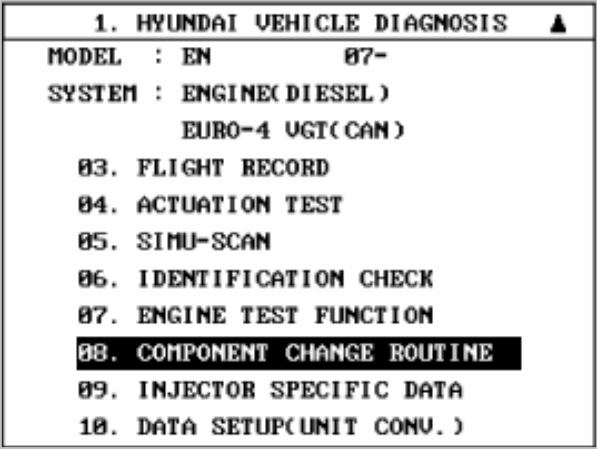 1. HYUNDAI VEHICLE DIAGNOSIS ▲
MODEL : EN 07-
SYSTEM : ENGINE(DIESEL)
EURO-4 VGT(CAN)
03. FLIGHT RECORD
04. ACTUATION TEST
05. SIMU-SCAN
06. IDENTIFICATION CHECK
07. ENGINE TEST FUNCTION
08. COMPONENT CHANGE ROUTINE
09. INJECTOR SPECIFIC DATA
10. DATA SETUP(UNIT CONV.)